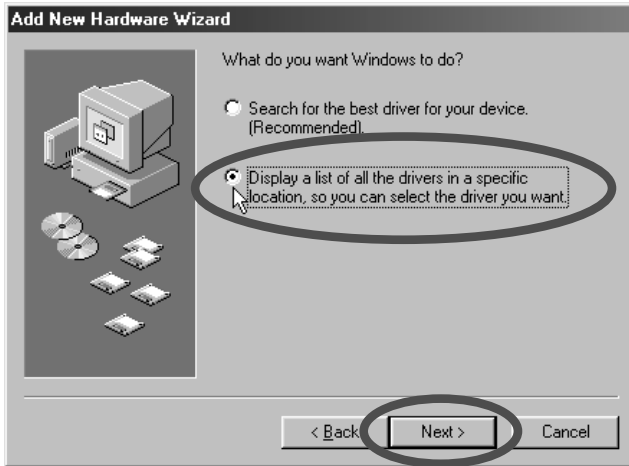 Add New Hardware Wizard
What do you want Windows to do?
Search for the best driver for your device.
(Recommended).
Display a list of all the drivers in a specific
location, so you can select the driver you want.
< Back
Next >
Cancel